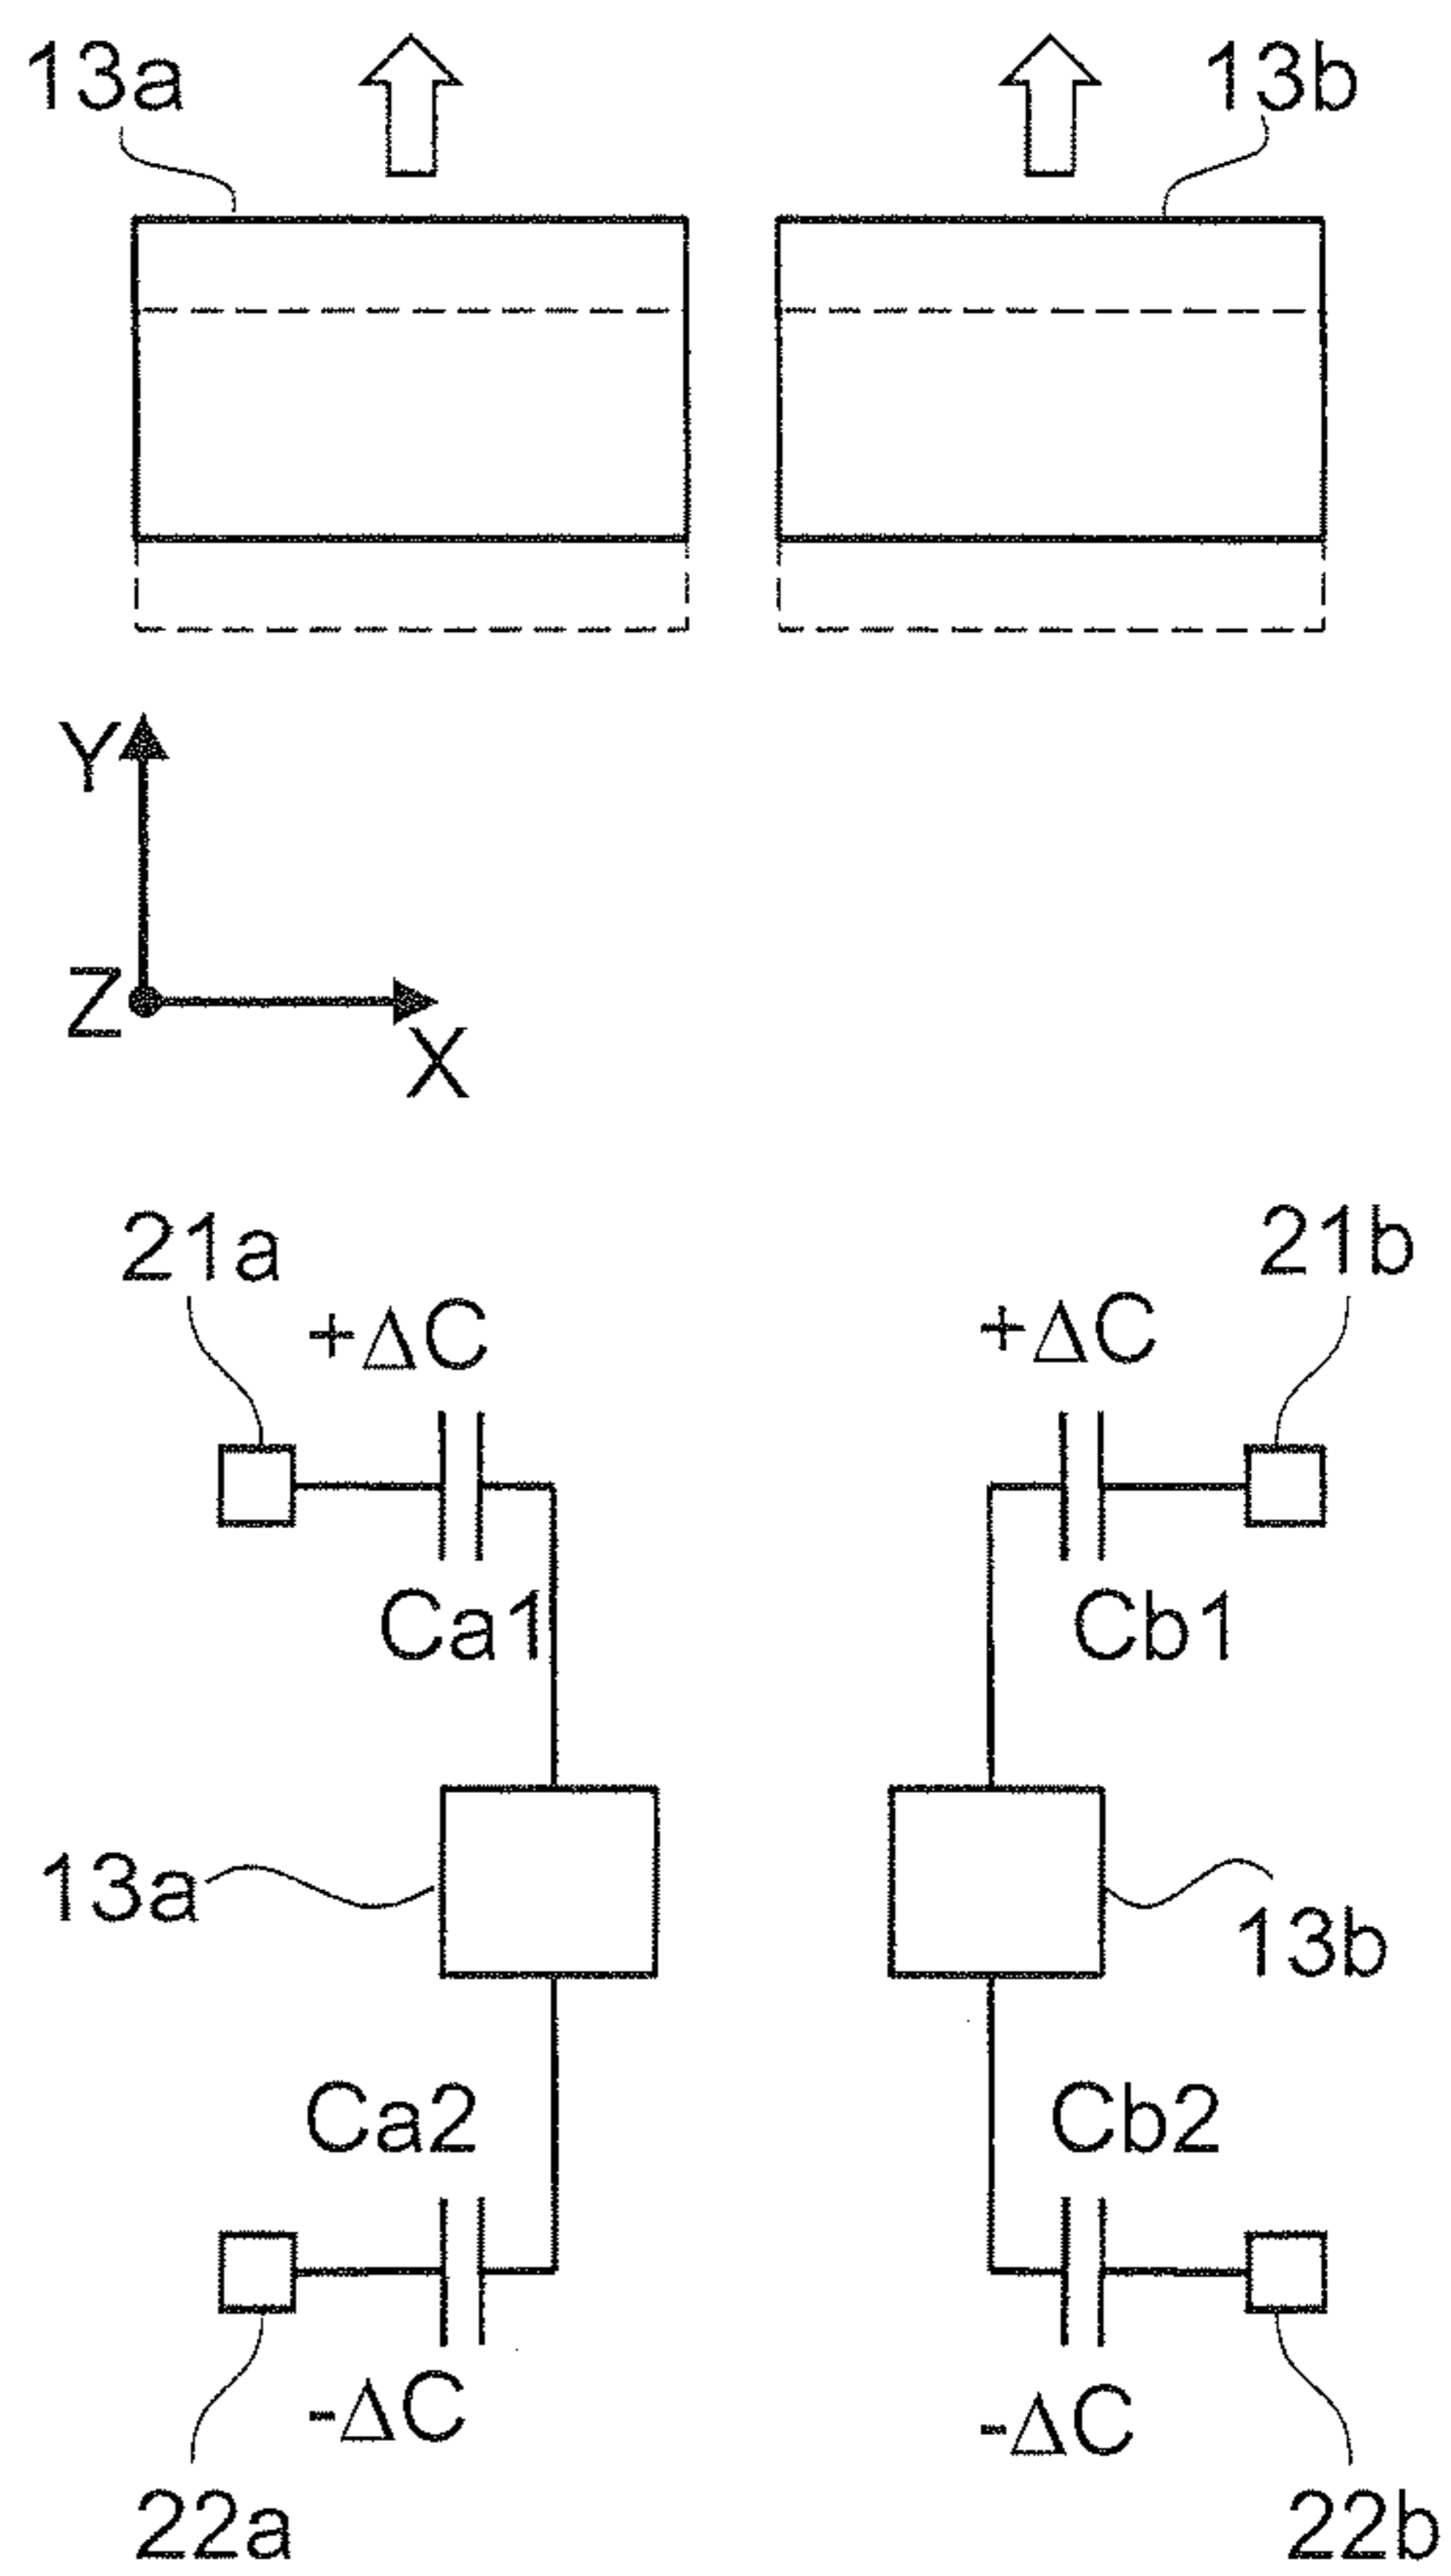 13a 13b
Y
Z
X
21a 21b
+ΔC +ΔC
Ca1 Cb1
13a 13b
Ca2 Cb2
-ΔC -ΔC
22a 22b